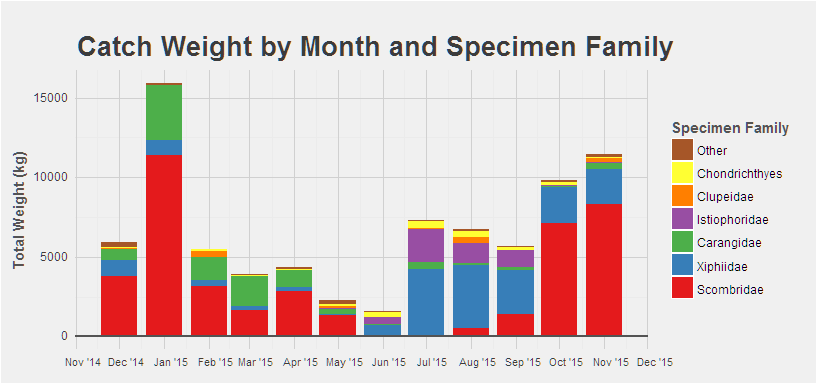 Catch Weight by Month and Specimen Family
Total Weight (kg)
15000
10000
5000
0
Nov '14 Dec '14 Jan '15 Feb '15 Mar '15 Apr '15 May '15 Jun '15 Jul '15 Aug '15 Sep '15 Oct '15 Nov '15 Dec '15
Specimen Family
Other
Chondrichthyes
Clupeidae
Istiophoridae
Carangidae
Xiphiidae
Scombridae